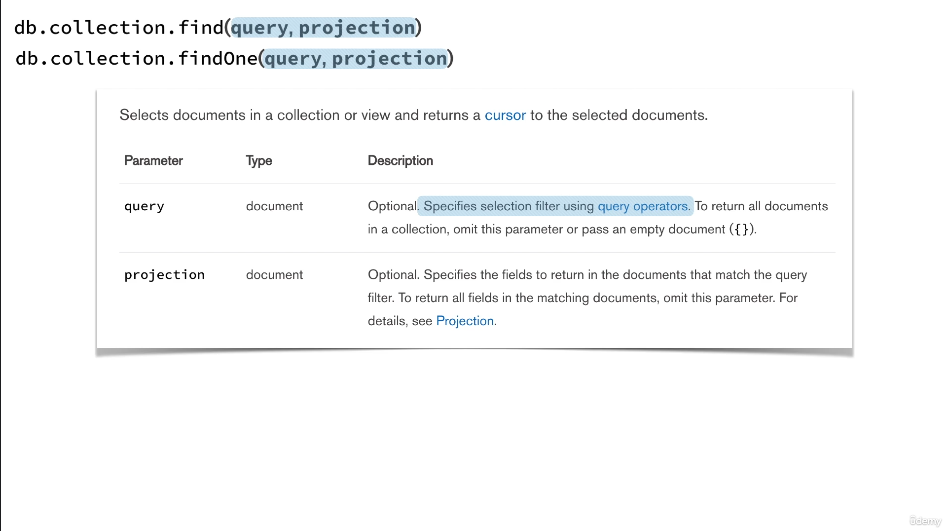 db.collection.find(query, projection)
db.collection.findOne(query, projection)
Selects documents in a collection or view and returns a cursor to the selected documents.
Parameter Type Description
query document Optional. Specifies selection filter using query operators. To return all documents
in a collection, omit this parameter or pass an empty document ({}).
projection document Optional. Specifies the fields to return in the documents that match the query
filter. To return all fields in the matching documents, omit this parameter. For
details, see Projection.
ûdemy